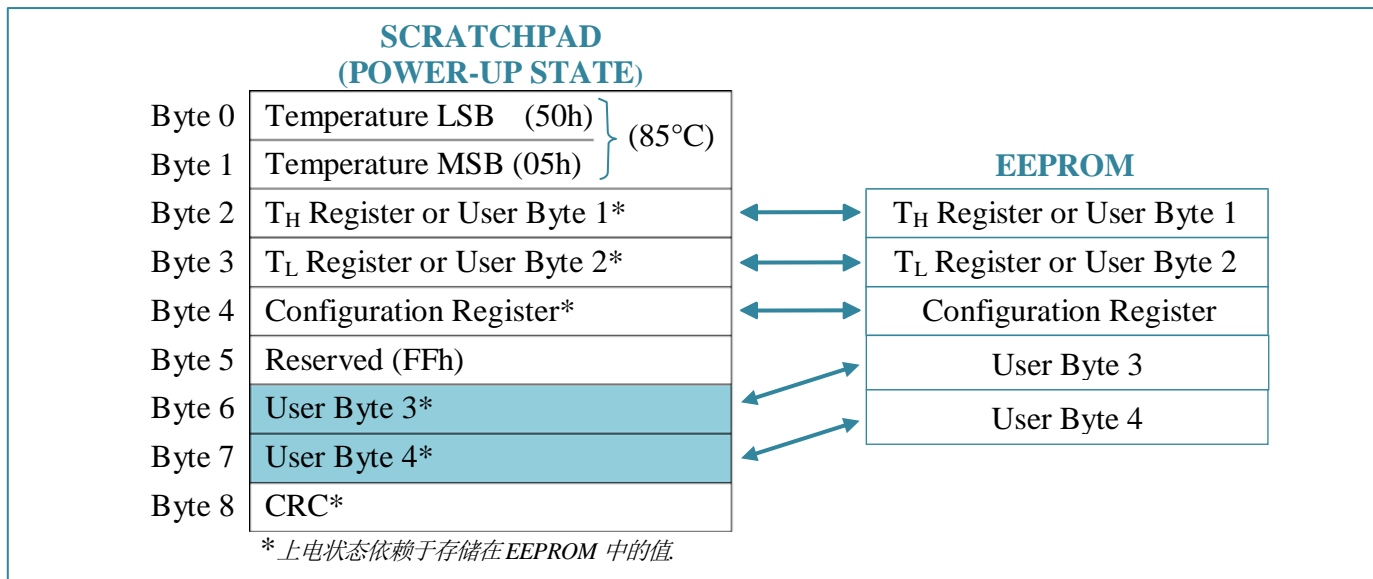 SCRATCHPAD
(POWER-UP STATE)
Byte 0 Temperature LSB (50h)
(85°C)
Byte 1 Temperature MSB (05h)
EEPROM
Byte 2 TH Register or User Byte 1* TH Register or User Byte 1
Byte 3 TL Register or User Byte 2* TL Register or User Byte 2
Byte 4 Configuration Register* Configuration Register
Byte 5 Reserved (FFh) User Byte 3
Byte 6 User Byte 3* User Byte 4
Byte 7 User Byte 4*
Byte 8 CRC*
*上电状态依赖于存储在EEPROM 中的值.